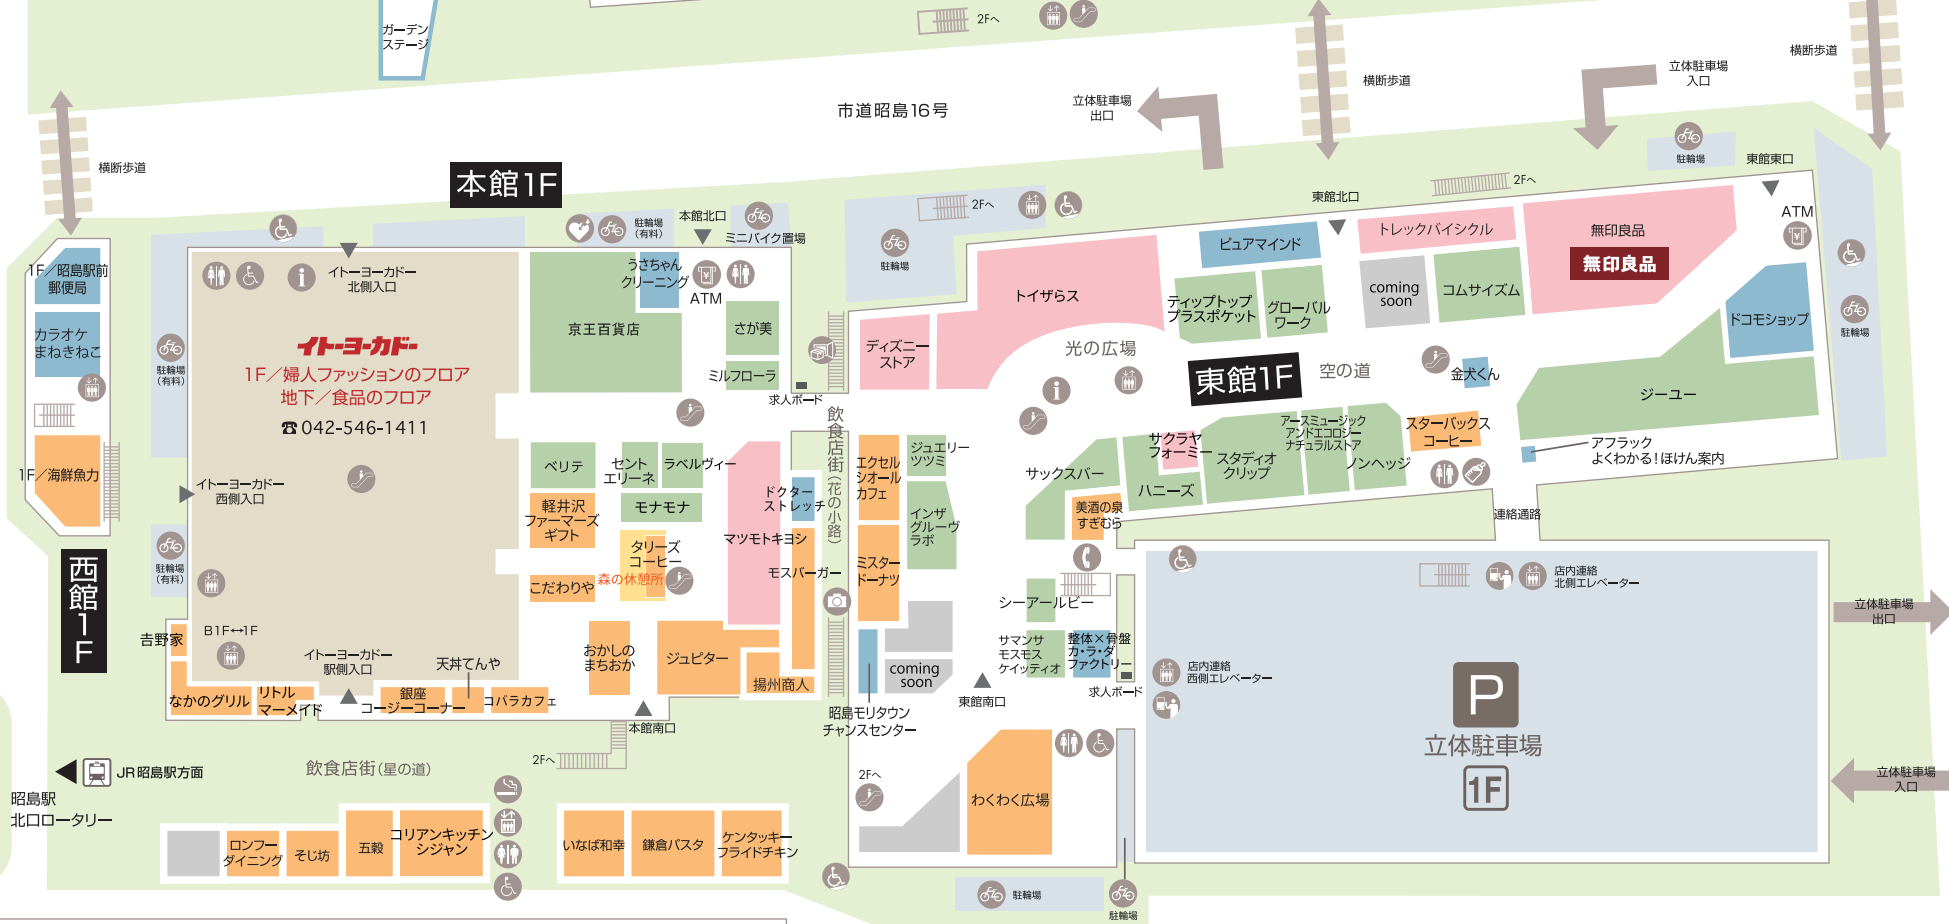 ガーデン
ステージ
2Fへ
横断歩道
市道昭島16号
立体駐車場
出口
横断歩道
立体駐車場
入口
横断歩道
本館1F
駐輪場
(有料)
本館北口
ミニバイク置場
2Fへ
駐輪場
東館北口
2Fへ
駐輪場
東館東口
ATM
駐輪場
1F／昭島駅前
郵便局
カラオケ
まねきねこ
1F／海鮮魚力
西館1F
駐輪場
(有料)
駐輪場
(有料)
イトーヨーカドー
北側入口
イトーヨーカドー
1F／婦人ファッションのフロア
地下／食品のフロア
☎042-546-1411
イトーヨーカドー
西側入口
B1F↔1F
イトーヨーカドー
駅側入口
吉野家
なかのグリル
リトル
マーメイド
銀座
コージーコーナー
天丼てんや
コバラカフェ
うさちゃん
クリーニング
ATM
京王百貨店
さが美
ミルフローラ
求人ボード
ベリテ
セント
エリーネ
ラベルヴィー
モナモナ
軽井沢
ファーマーズ
ギフト
タリーズ
コーヒー
森の休憩所
こだわりや
マツモトキヨシ
ドクター
ストレッチ
モスバーガー
おかしの
まちおか
ジュピター
揚州商人
本館南口
2Fへ
飲食店街(花の小路)
飲食店街(星の道)
JR昭島駅方面
昭島駅
北口ロータリー
ロンフー
ダイニング
そじ坊
五穀
コリアンキッチン
シジャン
いなば和幸
鎌倉パスタ
ケンタッキー
フライドチキン
ディズニー
ストア
トイザらス
ピュアマインド
ティップトップ
プラスポケット
グローバル
ワーク
トレックバイシクル
coming
soon
コムサイズム
無印良品
無印良品
ドコモショップ
光の広場
東館1F
空の道
金犬くん
ジーユー
スターバックス
コーヒー
アフラック
よくわかる!ほけん案内
エクセル
シオール
カフェ
ジュエリー
ツツミ
インザ
グルーヴ
ラボ
ミスター
ドーナツ
サックスバー
サクラヤ
フォーミー
ハニーズ
スタディオ
クリップ
アースミュージック
アンドエコロジー
ナチュラルストア
ノンヘッジ
美酒の泉
すぎむら
連絡通路
シーアールビー
サマンサ
モスモス
ケイッティオ
整体×骨盤
カ・ラ・ダ
ファクトリー
求人ボード
coming
soon
東館南口
昭島モリタウン
チャンスセンター
2Fへ
わくわく広場
駐輪場
駐輪場
店内連絡
北側エレベーター
店内連絡
西側エレベーター
P
立体駐車場
1F
立体駐車場
出口
立体駐車場
入口